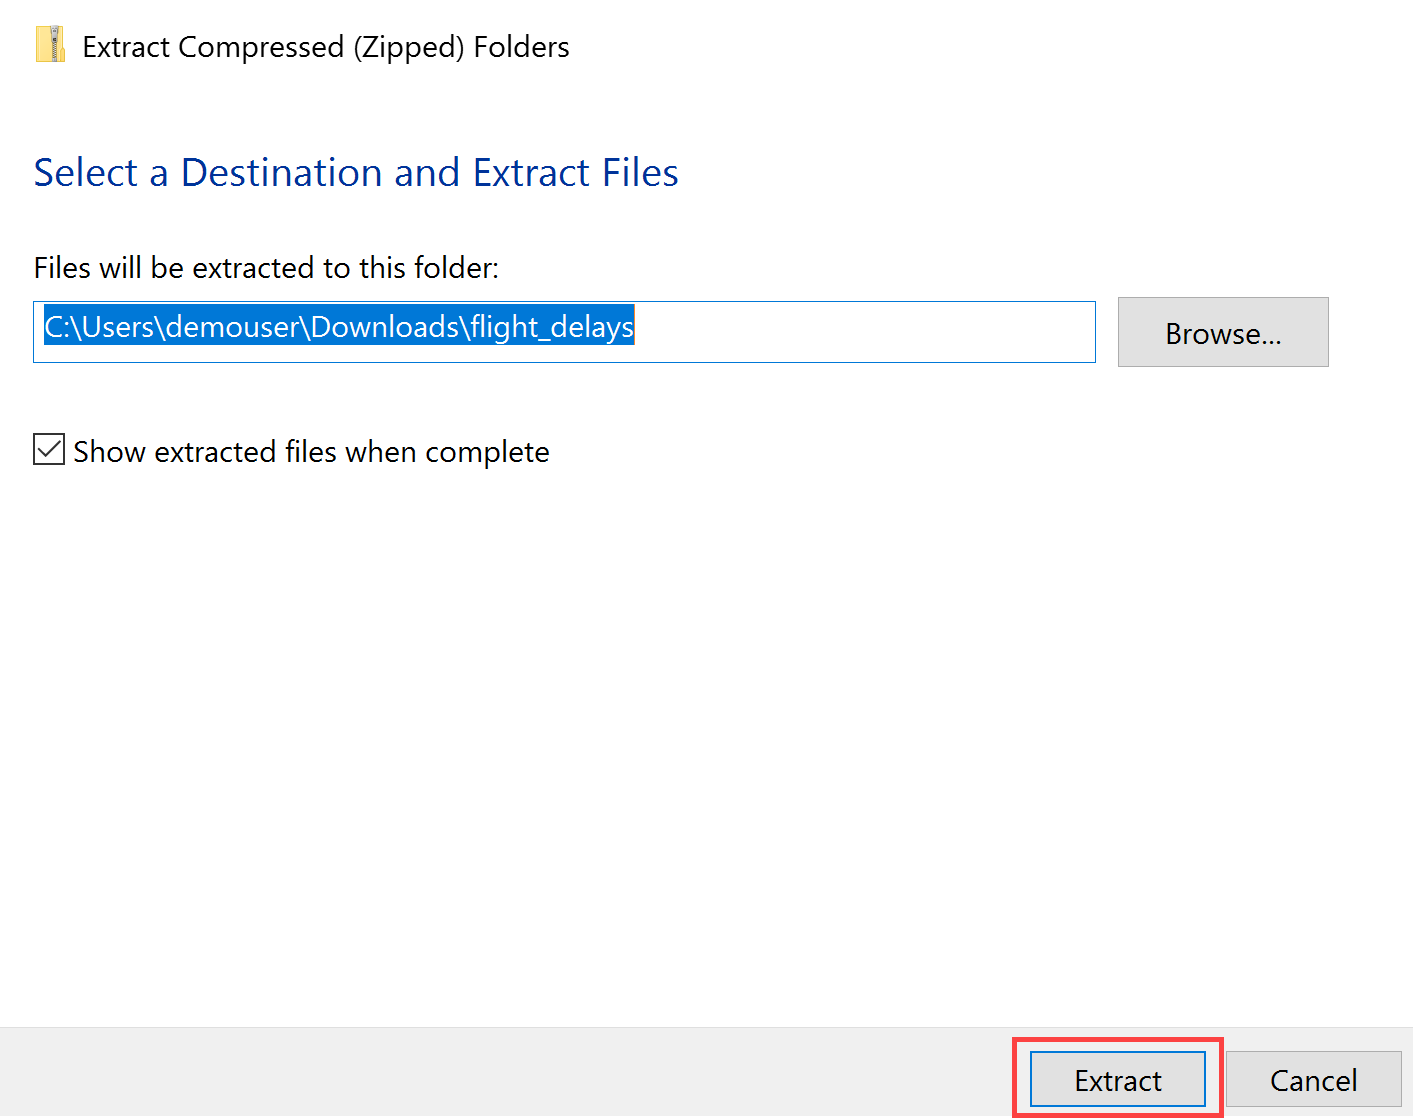 Extract Compressed (Zipped) Folders
Select a Destination and Extract Files
Files will be extracted to this folder:
C:\Users\demouser\Downloads\flight_delays
Browse...
Show extracted files when complete
Extract
Cancel